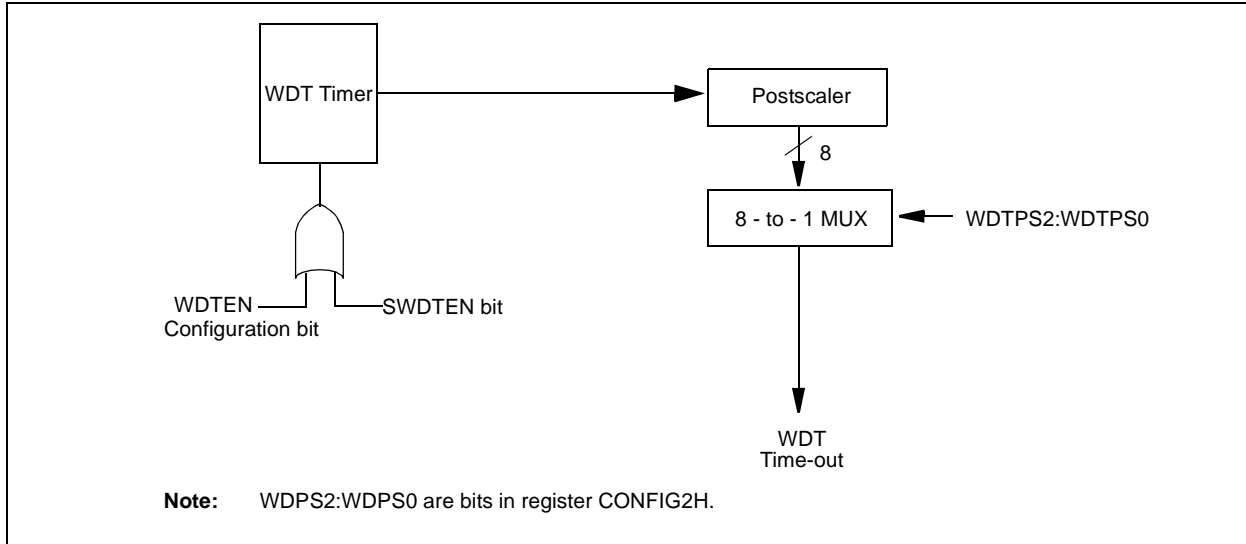 WDT Timer
Postscaler
8
8 - to - 1 MUX
WDTPS2:WDTPS0
WDTEN
Configuration bit
SWDTEN bit
WDT
Time-out
Note: WDPS2:WDPS0 are bits in register CONFIG2H.